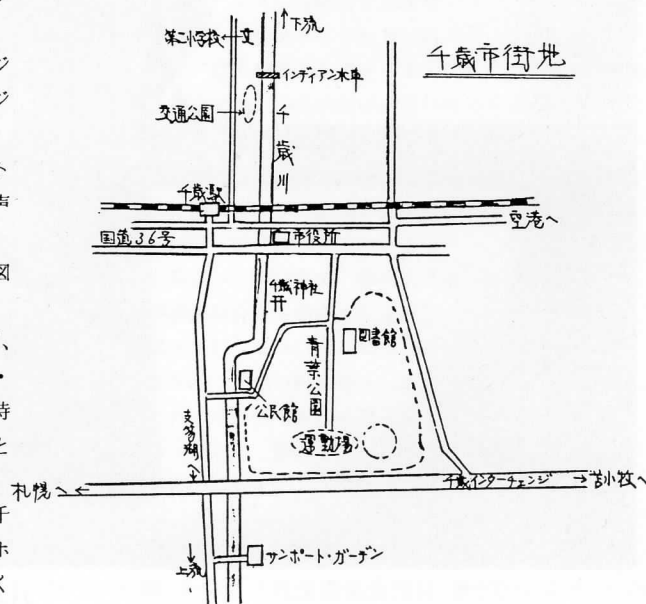 千歳市街地
↑下流
第二小学校
インディアン水車
交通公園→
千歳川
千歳駅
空港へ
国道36号
市役所
千歳神社
図書館
青葉公園
公民館
運動場
支笏湖へ
札幌へ
千歳インターチェンジ
苫小牧へ
上流
サンポート・ガーデン